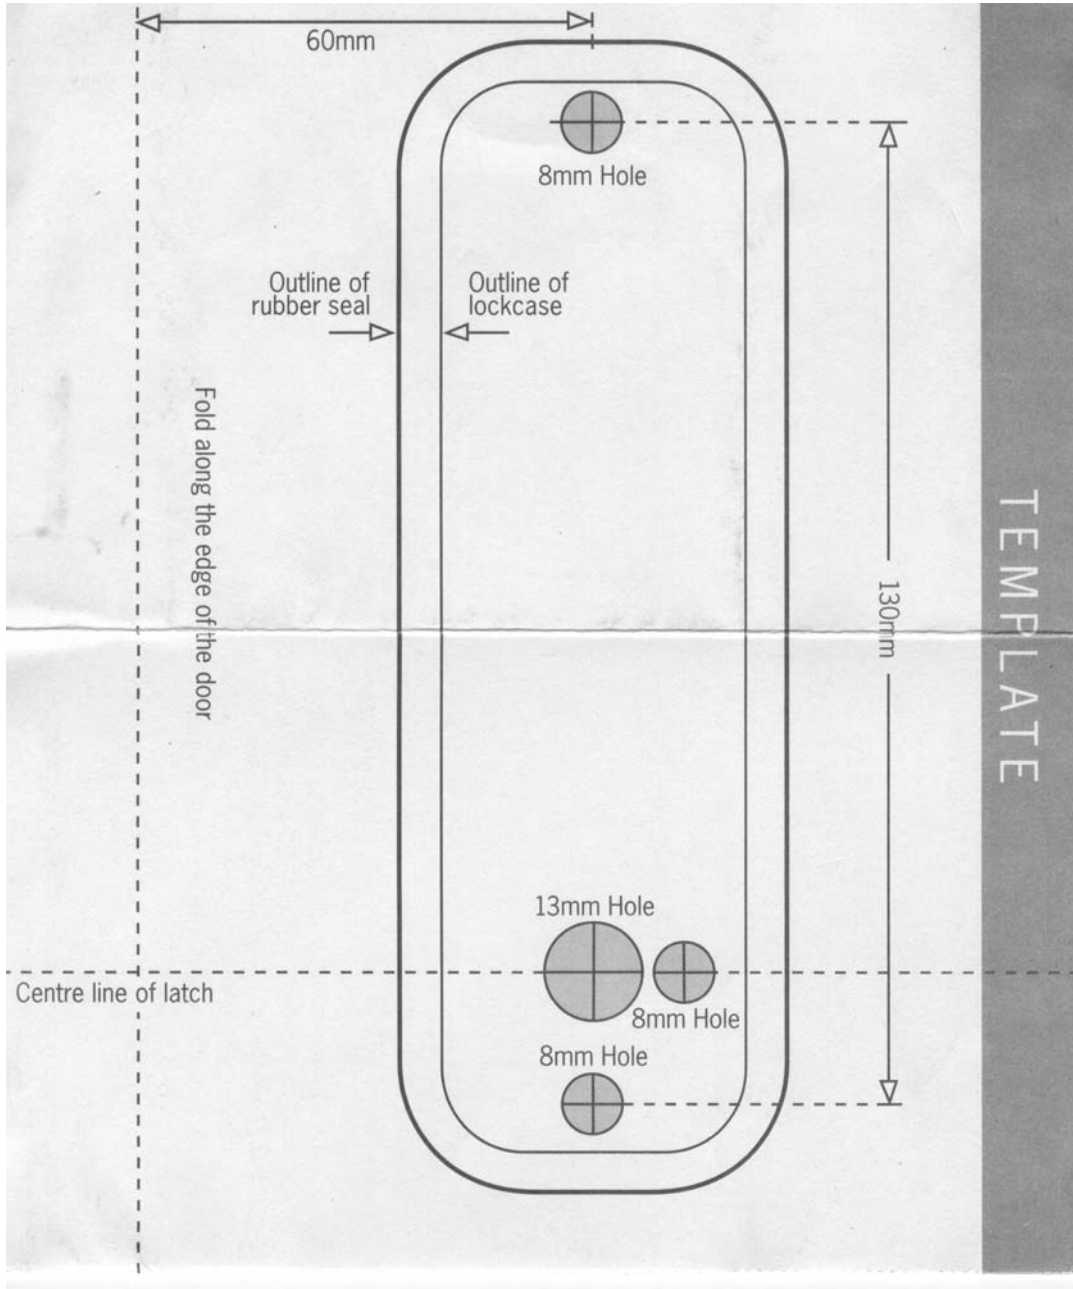 60mm
8mm Hole
Outline of
rubber seal
Outline of
lockcase
Fold along the edge of the door
130mm
TEMPLATE
13mm Hole
Centre line of latch
8mm Hole
8mm Hole